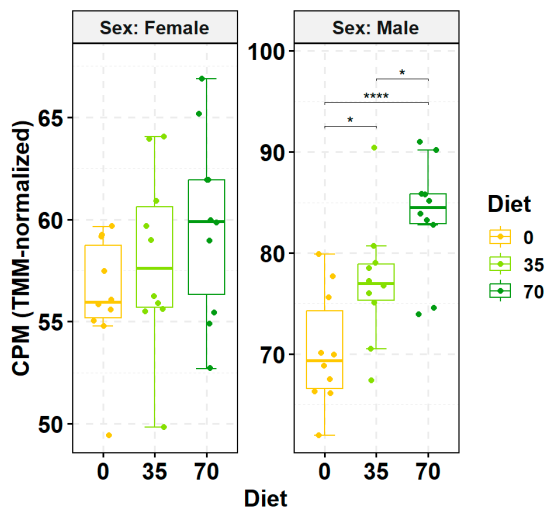 Sex: Female
Sex: Male
CPM (TMM-normalized)
65
60
55
50
100
90
80
70
*
****
*
0 35 70
0 35 70
Diet
Diet
0
35
70